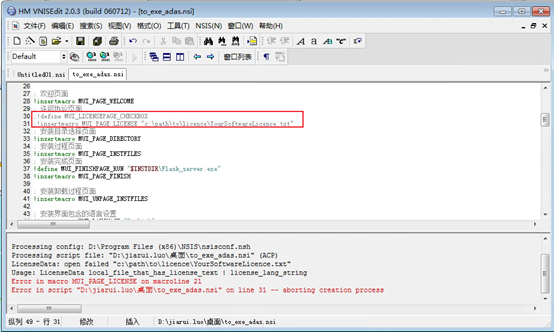 HM VNISEdit 2.0.3 (build 060712) - [to_exe_adas.nsi]
文件(F) 编辑(E) 搜索(S) 视图(V) 格式(O) 工具(T) NSIS(N) 窗口(W) 帮助(H)
Default
窗口列表
Untitled01.nsi to_exe_adas.nsi
26
27 ; 欢迎页面
28 !insertmacro MUI_PAGE_WELCOME
29 ; 许可协议页面
30 ;!define MUI_LICENSEPAGE_CHECKBOX
31 ;!insertmacro MUI_PAGE_LICENSE "c:\path\to\licence\YourSoftwareLicence.txt"
32 ; 安装目录选择页面
33 !insertmacro MUI_PAGE_DIRECTORY
34 ; 安装过程页面
35 !insertmacro MUI_PAGE_INSTFILES
36 ; 安装完成页面
37 !define MUI_FINISHPAGE_RUN "$INSTDIR\Flask_server.exe"
38 !insertmacro MUI_PAGE_FINISH
39
40 ; 安装卸载过程页面
41 !insertmacro MUI_UNPAGE_INSTFILES
42
43 ; 安装界面包含的语言设置
Processing config: D:\Program Files (x86)\NSIS\nsisconf.nsh
Processing script file: "D:\jiarui.luo\桌面\to_exe_adas.nsi" (ACP)
LicenseData: open failed "c:\path\to\licence\YourSoftwareLicence.txt"
Usage: LicenseData local_file_that_has_license_text | license_lang_string
Error in macro MUI_PAGE_LICENSE on macroline 21
Error in script "D:\jiarui.luo\桌面\to_exe_adas.nsi" on line 31 -- aborting creation process
纵列 49 - 行 31 修改 插入 D:\jiarui.luo\桌面\to_exe_adas.nsi